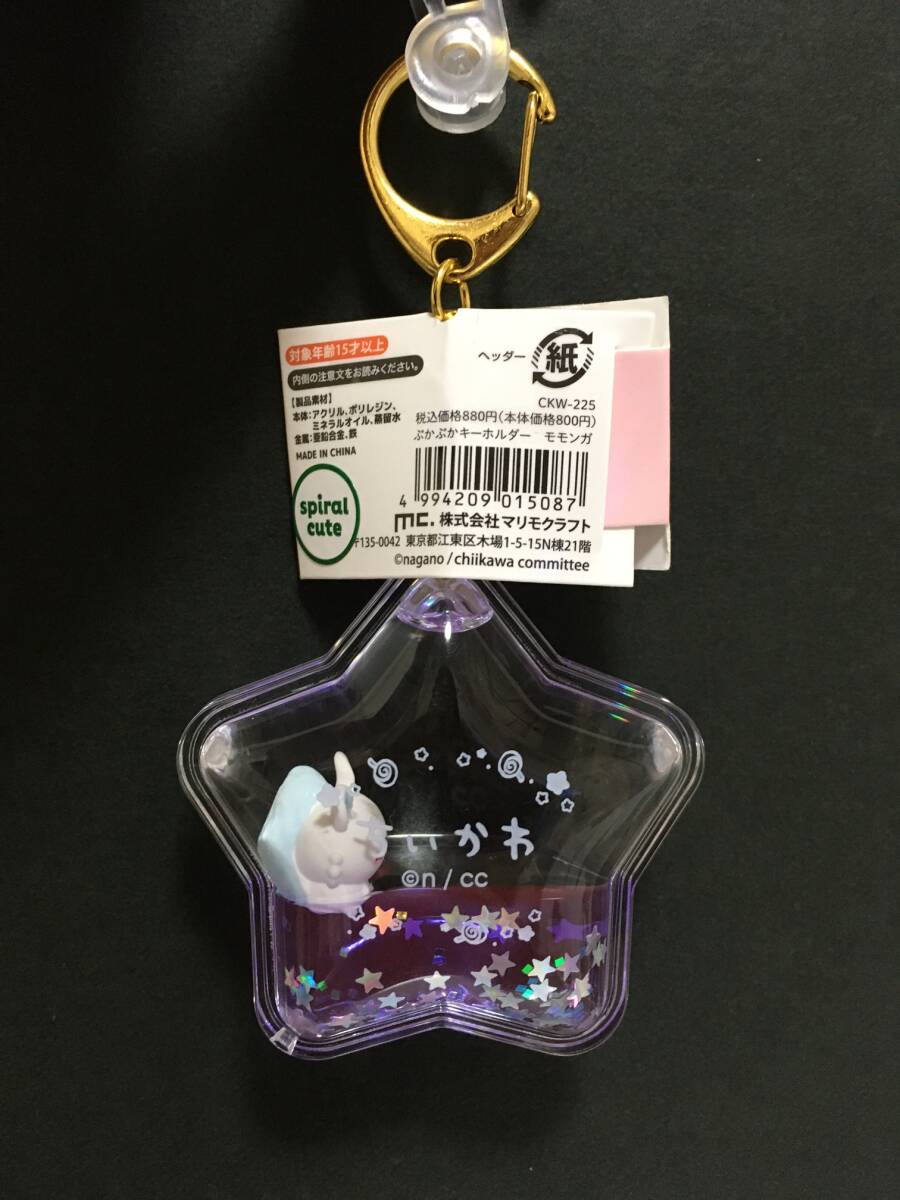 対象年齢15才以上
内側の注意文をお読みください。
【製品素材】
本体:アクリル、ポリレジン、
ミネラルオイル、蒸留水
金属:亜鉛合金、鉄
MADE IN CHINA
spiral
cute
ヘッダー 紙
CKW-225
税込価格880円(本体価格800円)
ぷかぷかキーホルダー モモンガ
4 994209 015087
mc. 株式会社マリモクラフト
〒135-0042 東京都江東区木場1-5-15N棟21階
©nagano / chiikawa committee
ちいかわ
©n / cc